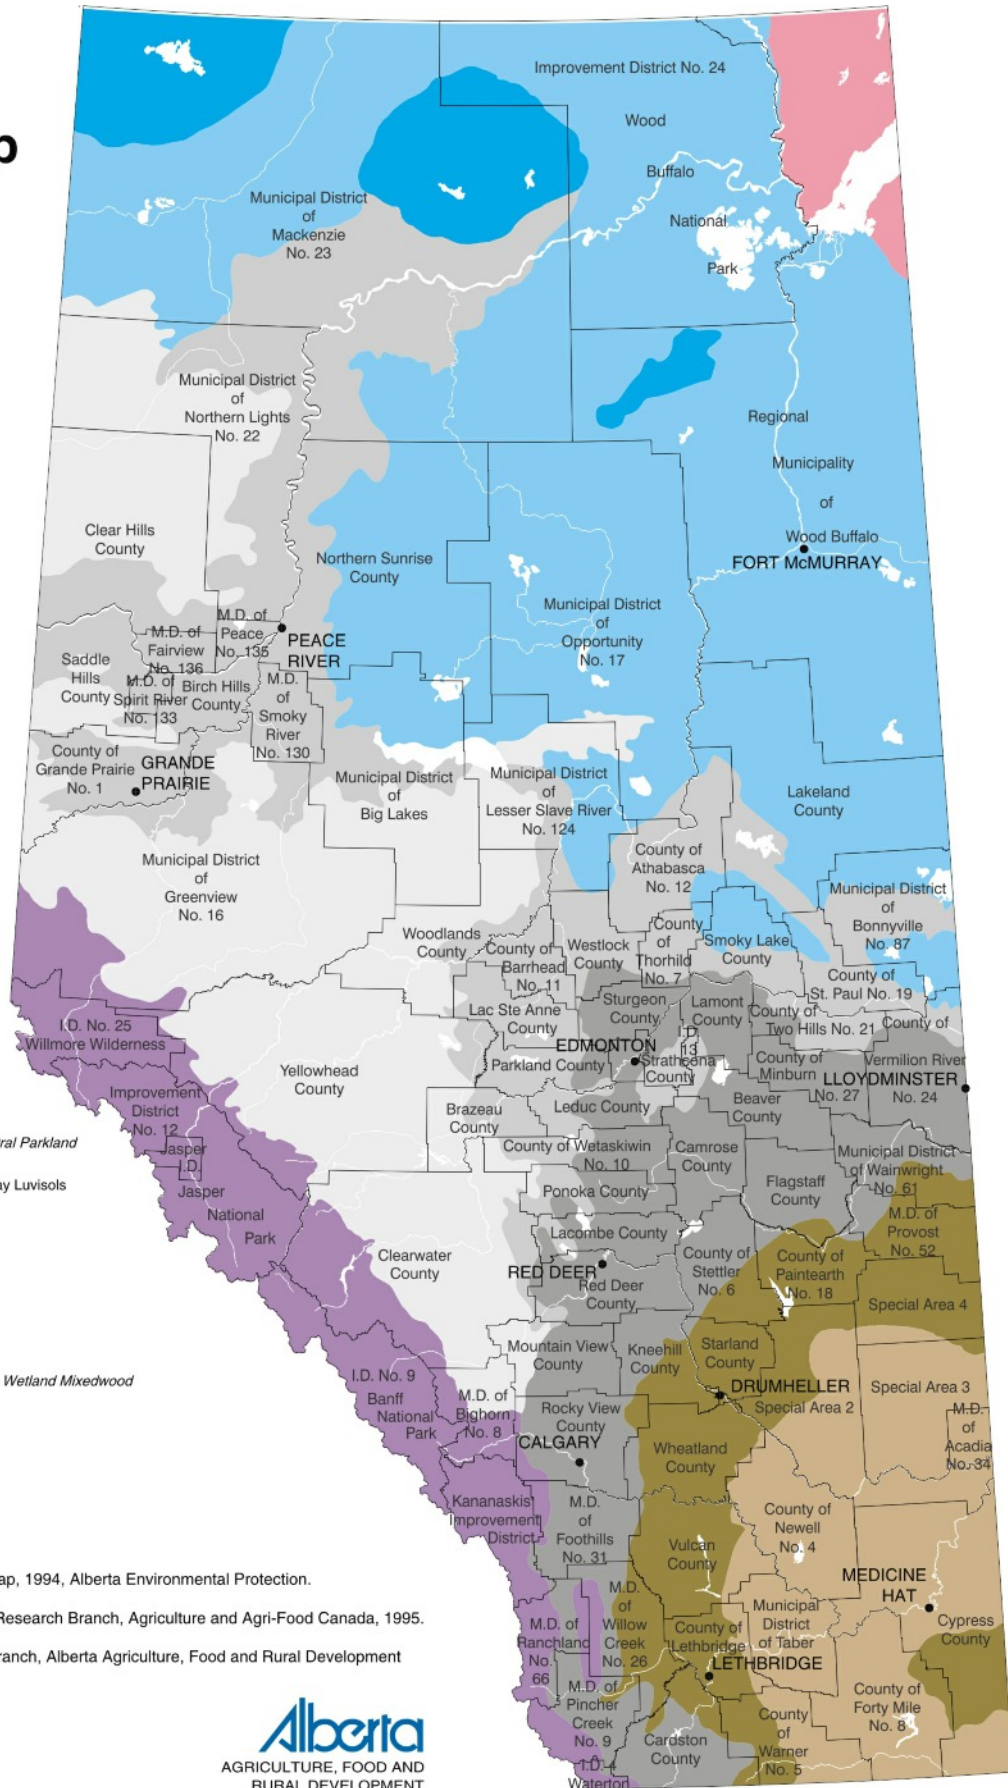 p
Improvement District No. 24
Wood
Buffalo
National
Park
Municipal District
of
Mackenzie
No. 23
Municipal District
of
Northern Lights
No. 22
Regional
Municipality
of
Wood Buffalo
FORT McMURRAY
Clear Hills
County
Northern Sunrise
County
Municipal District
of
Opportunity
No. 17
M.D. of
Peace
No. 135
PEACE
RIVER
M.D. of
Fairview
No. 136
Saddle
Hills
County
M.D. of
Spirit River
No. 133
Birch Hills
County
M.D.
of
Smoky
River
No. 130
County of
Grande Prairie
No. 1
GRANDE
PRAIRIE
Municipal District
of
Big Lakes
Municipal District
of
Lesser Slave River
No. 124
Lakeland
County
Municipal District
of
Greenview
No. 16
County of
Athabasca
No. 12
Municipal District
of
Bonnyville
No. 87
Woodlands
County
County of
Barrhead
No. 11
Westlock
County
County
of
Thorhild
No. 7
Smoky Lake
County
County of
St. Paul No. 19
Lac Ste Anne
County
Sturgeon
County
Lamont
County
County of
Two Hills No. 21
County of
Vermilion River
No. 24
I.D. No. 25
Willmore Wilderness
EDMONTON
I.D.
13
Strathcona
County
Parkland County
County of
Minburn
No. 27
LLOYDMINSTER
Yellowhead
County
Improvement
District
No. 12
Brazeau
County
Leduc County
Beaver
County
ral Parkland
Jasper
I.D.
County of Wetaskiwin
No. 10
Camrose
County
Municipal District
of Wainwright
No. 61
ay Luvisols
Jasper
National
Park
Ponoka County
Flagstaff
County
M.D. of
Provost
No. 52
Lacombe County
Clearwater
County
RED DEER
Red Deer
County
County of
Stettler
No. 6
County of
Paintearth
No. 18
Special Area 4
Mountain View
County
Kneehill
County
Starland
County
Wetland Mixedwood
I.D. No. 9
Banff
National
Park
M.D. of
Bighorn
No. 8
DRUMHELLER
Special Area 2
Special Area 3
M.D.
of
Acadia
No. 34
Rocky View
County
CALGARY
Wheatland
County
Kananaskis
Improvement
District
M.D.
of
Foothills
No. 31
County of
Newell
No. 4
Vulcan
County
MEDICINE
HAT
ap, 1994, Alberta Environmental Protection.
Research Branch, Agriculture and Agri-Food Canada, 1995.
ranch, Alberta Agriculture, Food and Rural Development
M.D. of
Ranchland
No.
66
M.D.
of
Willow
Creek
No. 26
County of
Lethbridge
Municipal
District
of Taber
Cypress
County
LETHBRIDGE
M.D. of
Pincher
Creek
No. 9
County of
Forty Mile
No. 8
Cardston
County
County
of
Warner
No. 5
I.D. 4
Waterton
Alberta
AGRICULTURE, FOOD AND
RURAL DEVELOPMENT